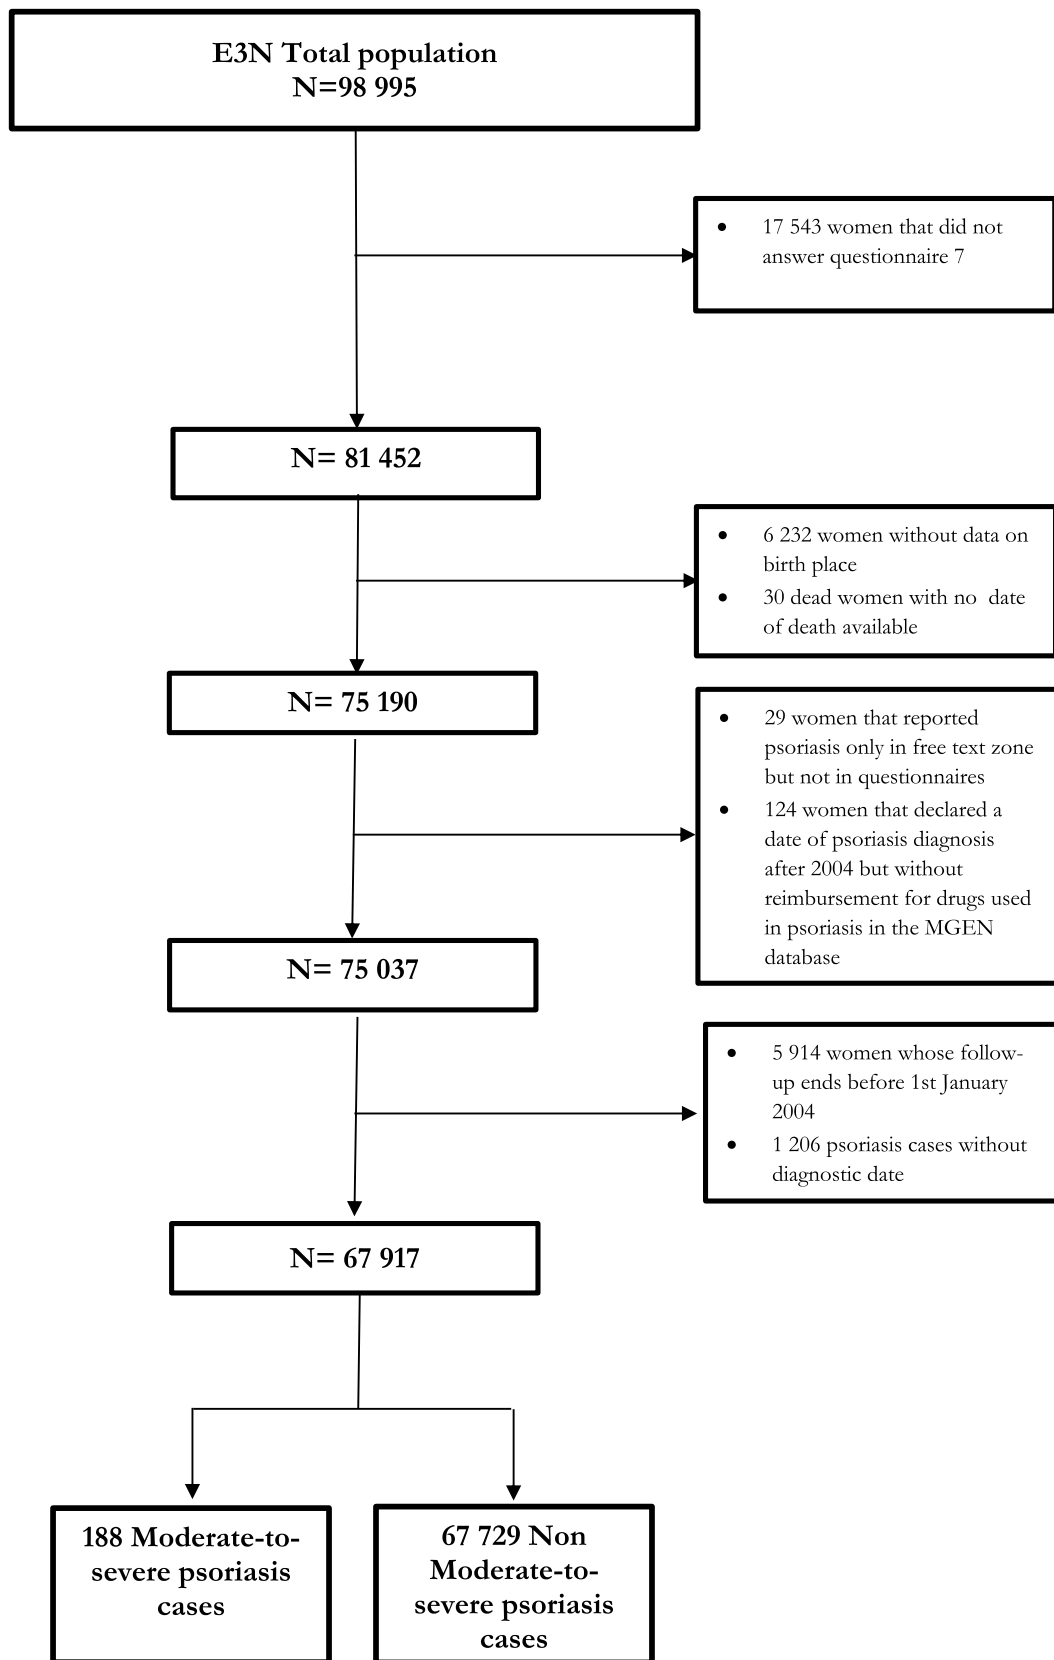 E3N Total population
N=98 995
• 17 543 women that did not
answer questionnaire 7
N= 81 452
• 6 232 women without data on
birth place
• 30 dead women with no date
of death available
N= 75 190
• 29 women that reported
psoriasis only in free text zone
but not in questionnaires
• 124 women that declared a
date of psoriasis diagnosis
after 2004 but without
reimbursement for drugs used
in psoriasis in the MGEN
database
N= 75 037
• 5 914 women whose follow-
up ends before 1st January
2004
• 1 206 psoriasis cases without
diagnostic date
N= 67 917
188 Moderate-to-
severe psoriasis
cases
67 729 Non
Moderate-to-
severe psoriasis
cases